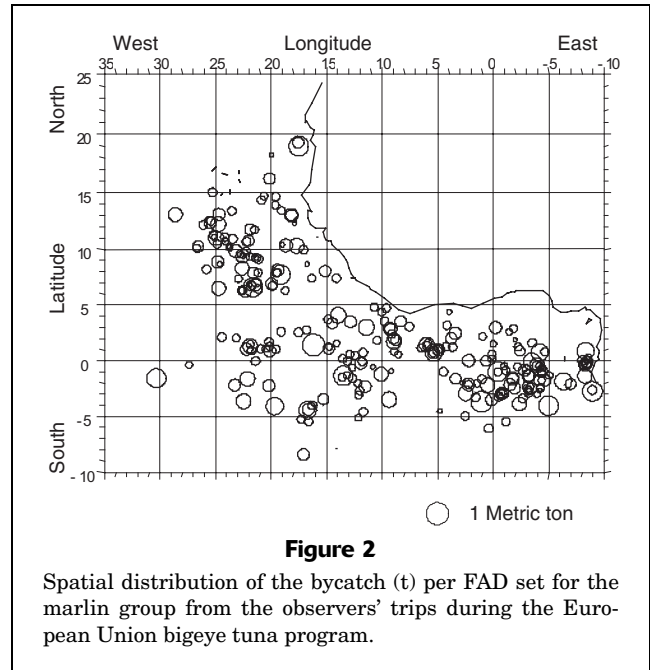 West Longitude East
35 30 25 20 15 10 5 0 -5 -10
25
North
20
15
10
Latitude
5
0
-5
South
- 10
1 Metric ton
Figure 2
Spatial distribution of the bycatch (t) per FAD set for the
marlin group from the observers' trips during the Euro-
pean Union bigeye tuna program.